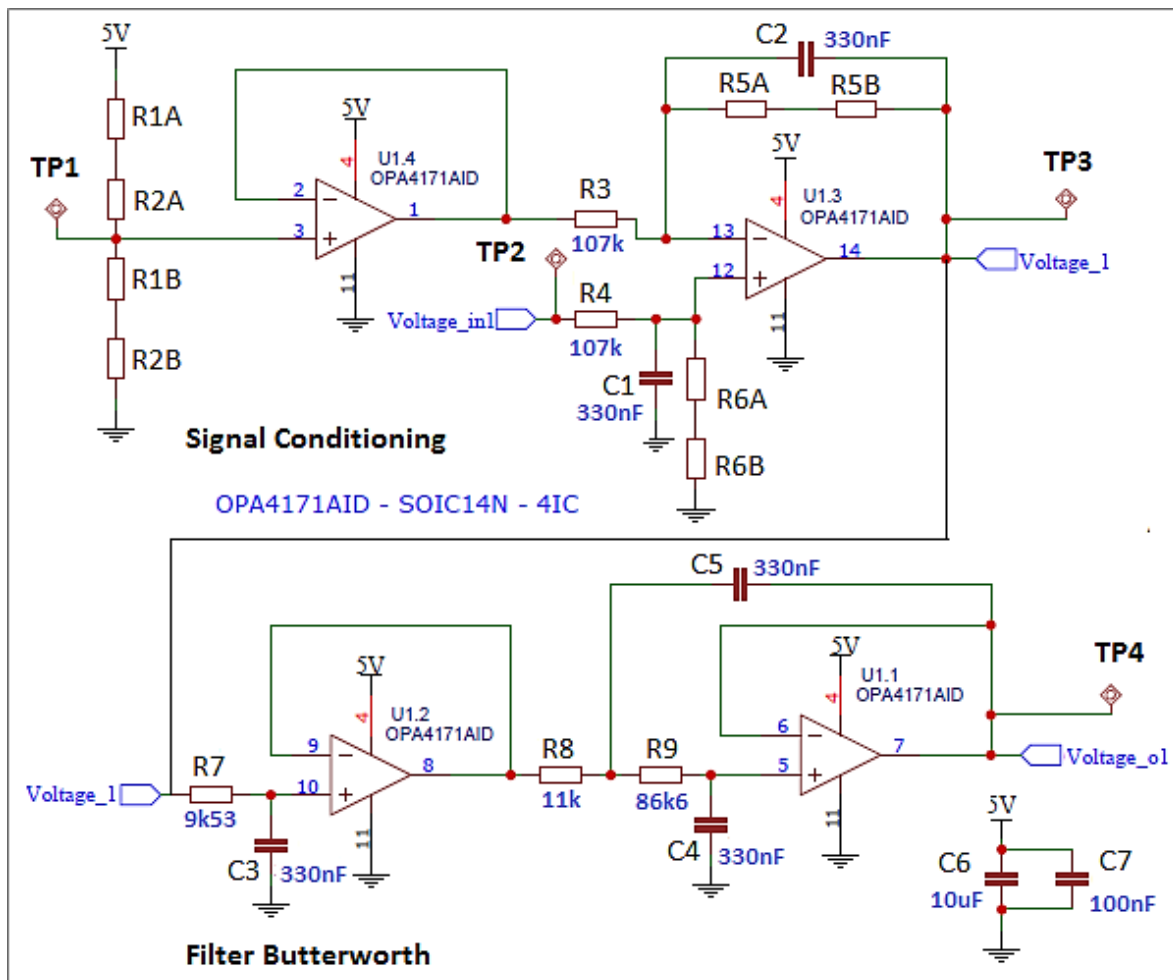 5V
R1A
R2A
TP1
R1B
R2B
2
3
5V
4
U1.4
OPA4171AID
1
11
R3
107k
TP2
Voltage_in1
R4
107k
C1
330nF
R6A
R6B
C2
330nF
R5A
R5B
5V
4
U1.3
OPA4171AID
13
12
14
11
TP3
Voltage_1
Signal Conditioning
OPA4171AID - SOIC14N - 4IC
Voltage_1
R7
9k53
C3
330nF
9
10
5V
4
U1.2
OPA4171AID
8
11
R8
11k
R9
86k6
C4
330nF
C5
330nF
5V
4
U1.1
OPA4171AID
6
5
7
11
TP4
Voltage_o1
5V
C6
10uF
C7
100nF
Filter Butterworth